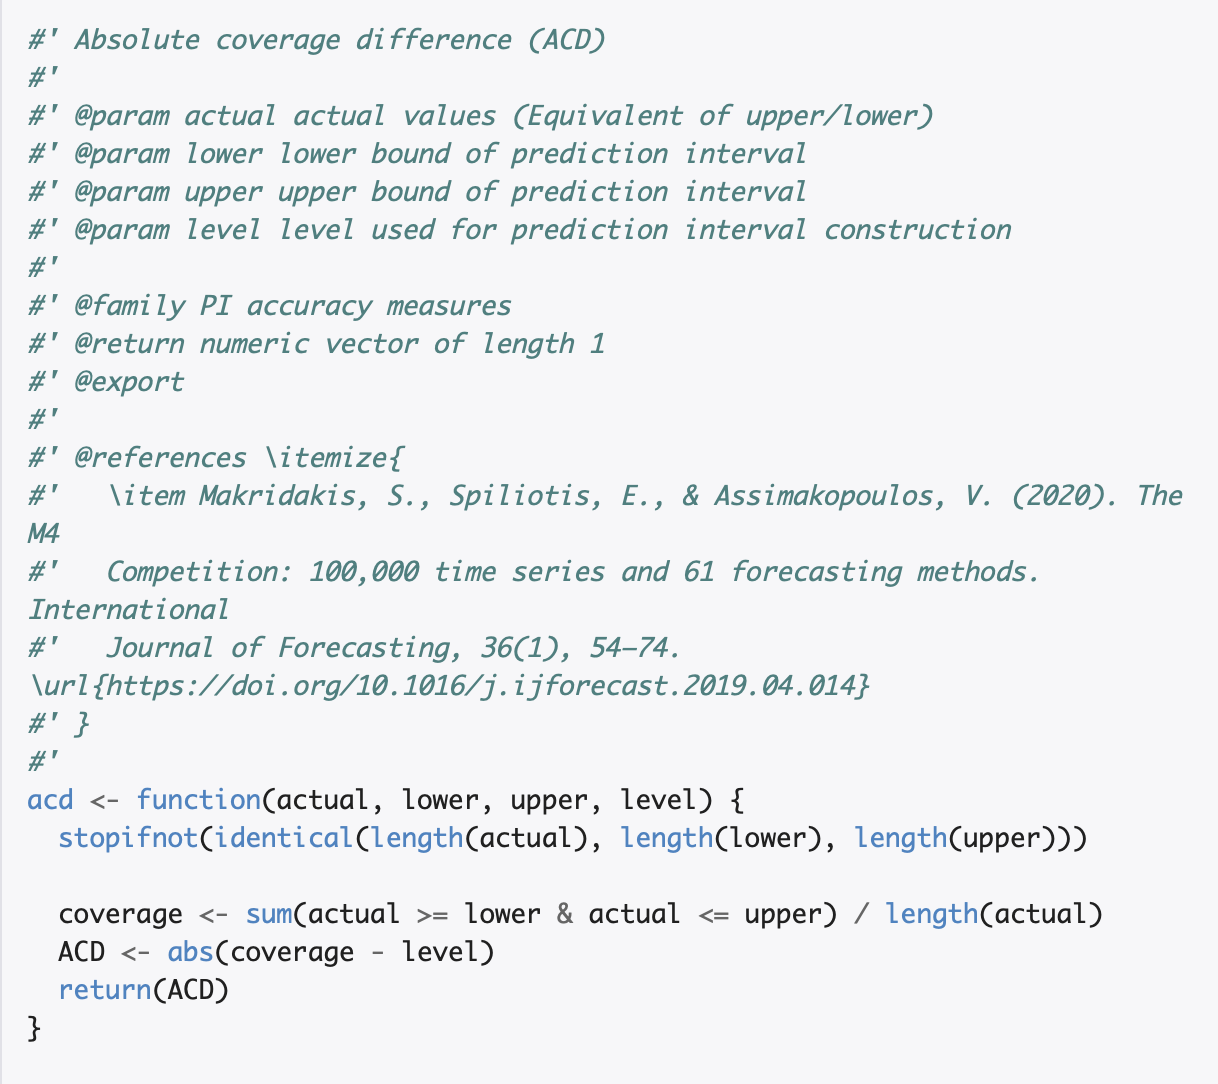 #' Absolute coverage difference (ACD)
#'
#' @param actual actual values (Equivalent of upper/lower)
#' @param lower lower bound of prediction interval
#' @param upper upper bound of prediction interval
#' @param level level used for prediction interval construction
#'
#' @family PI accuracy measures
#' @return numeric vector of length 1
#' @export
#'
#' @references \itemize{
#'   \item Makridakis, S., Spiliotis, E., & Assimakopoulos, V. (2020). The
M4
#'   Competition: 100,000 time series and 61 forecasting methods.
International
#'   Journal of Forecasting, 36(1), 54–74.
\url{https://doi.org/10.1016/j.ijforecast.2019.04.014}
#' }
#'
acd <- function(actual, lower, upper, level) {
  stopifnot(identical(length(actual), length(lower), length(upper)))

  coverage <- sum(actual >= lower & actual <= upper) / length(actual)
  ACD <- abs(coverage - level)
  return(ACD)
}